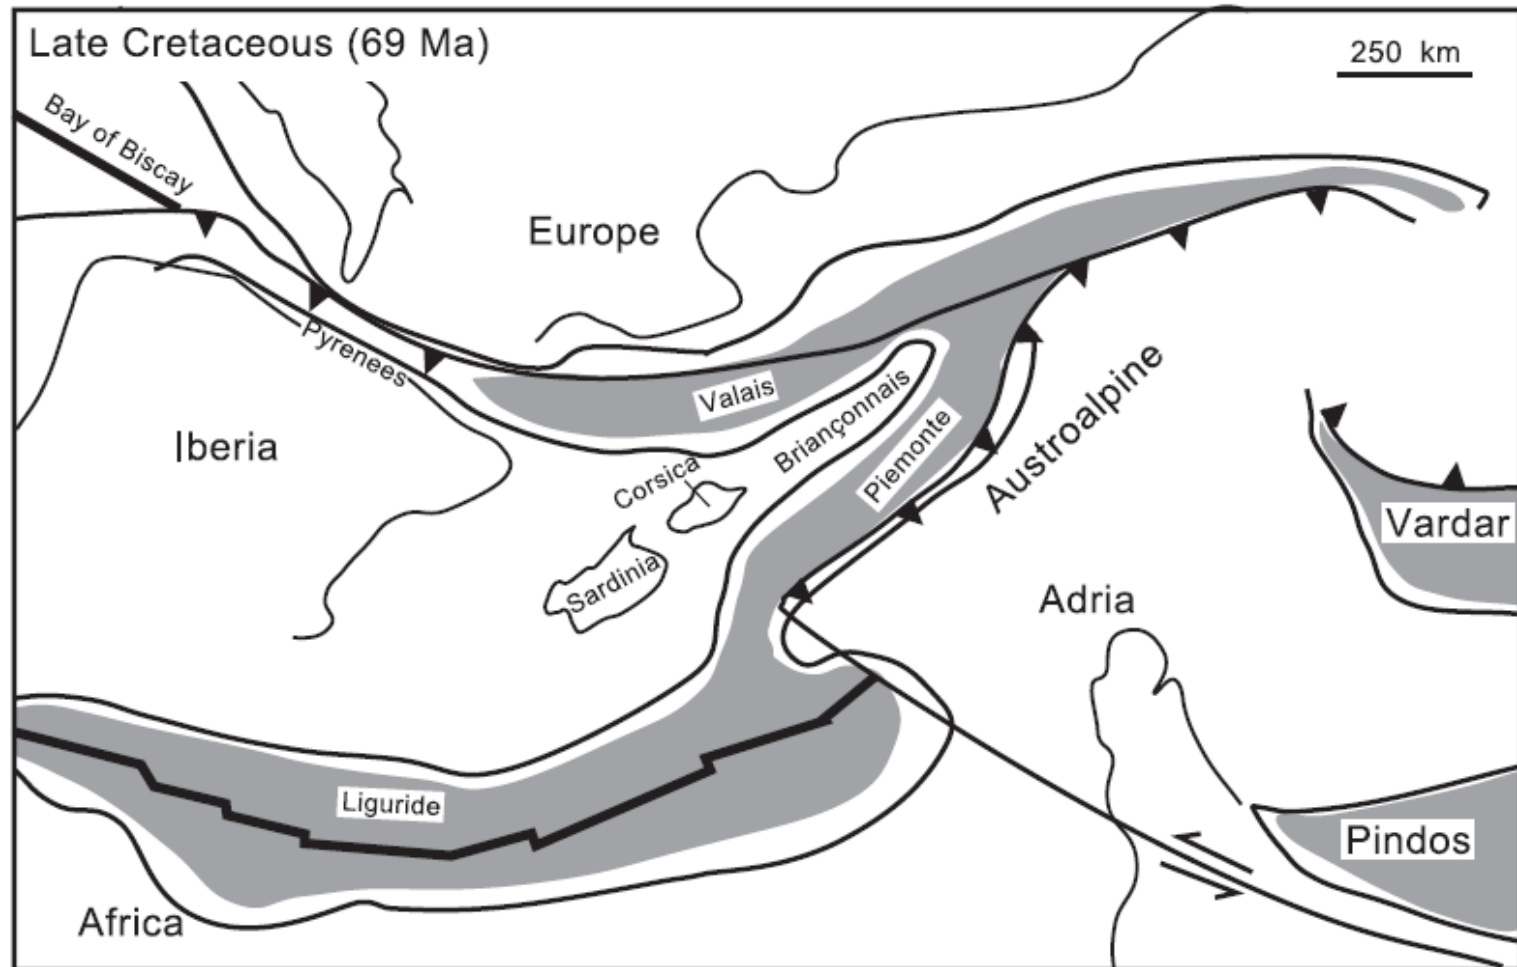 Late Cretaceous (69 Ma)
250 km
Bay of Biscay
Europe
Pyrenees
Valais
Briançonnais
Iberia
Piemonte
Austroalpine
Corsica
Vardar
Sardinia
Adria
Liguride
Pindos
Africa